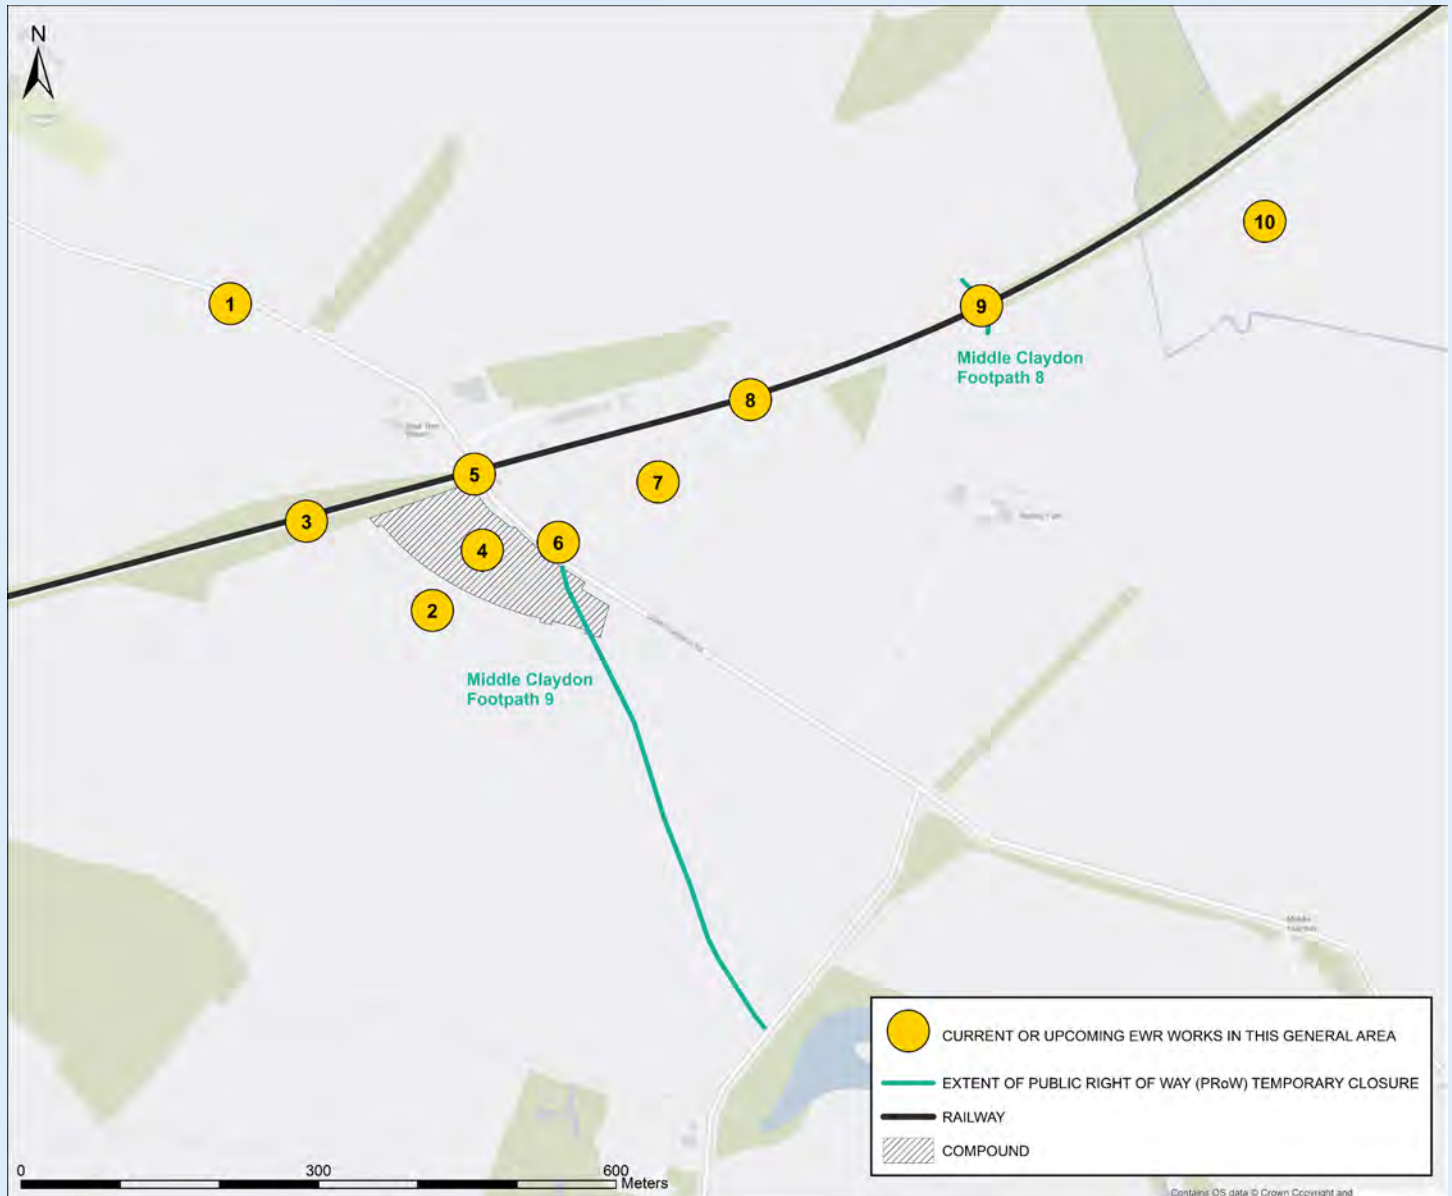 N
10
1
9
Middle Claydon
Footpath 8
8
5
7
3
6
4
2
Middle Claydon
Footpath 9
CURRENT OR UPCOMING EWR WORKS IN THIS GENERAL AREA
EXTENT OF PUBLIC RIGHT OF WAY (PRoW) TEMPORARY CLOSURE
RAILWAY
COMPOUND
0 300 600
Meters
Contains OS data © Crown Copyright and